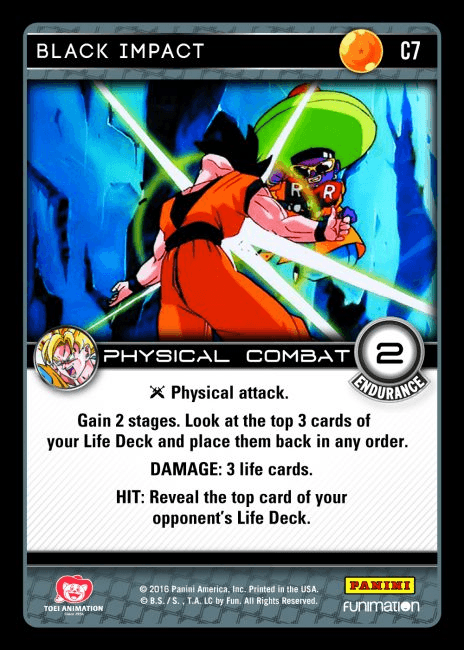 BLACK IMPACT
C7
R R
PHYSICAL COMBAT
2
ENDURANCE
Physical attack.
Gain 2 stages. Look at the top 3 cards of
your Life Deck and place them back in any order.
DAMAGE: 3 life cards.
HIT: Reveal the top card of your
opponent's Life Deck.
TOEI ANIMATION
© 2016 Panini America, Inc. Printed in the USA.
© B.S. / S. , T.A. LC by Fun. All Rights Reserved.
PANINI
FUNIMATION